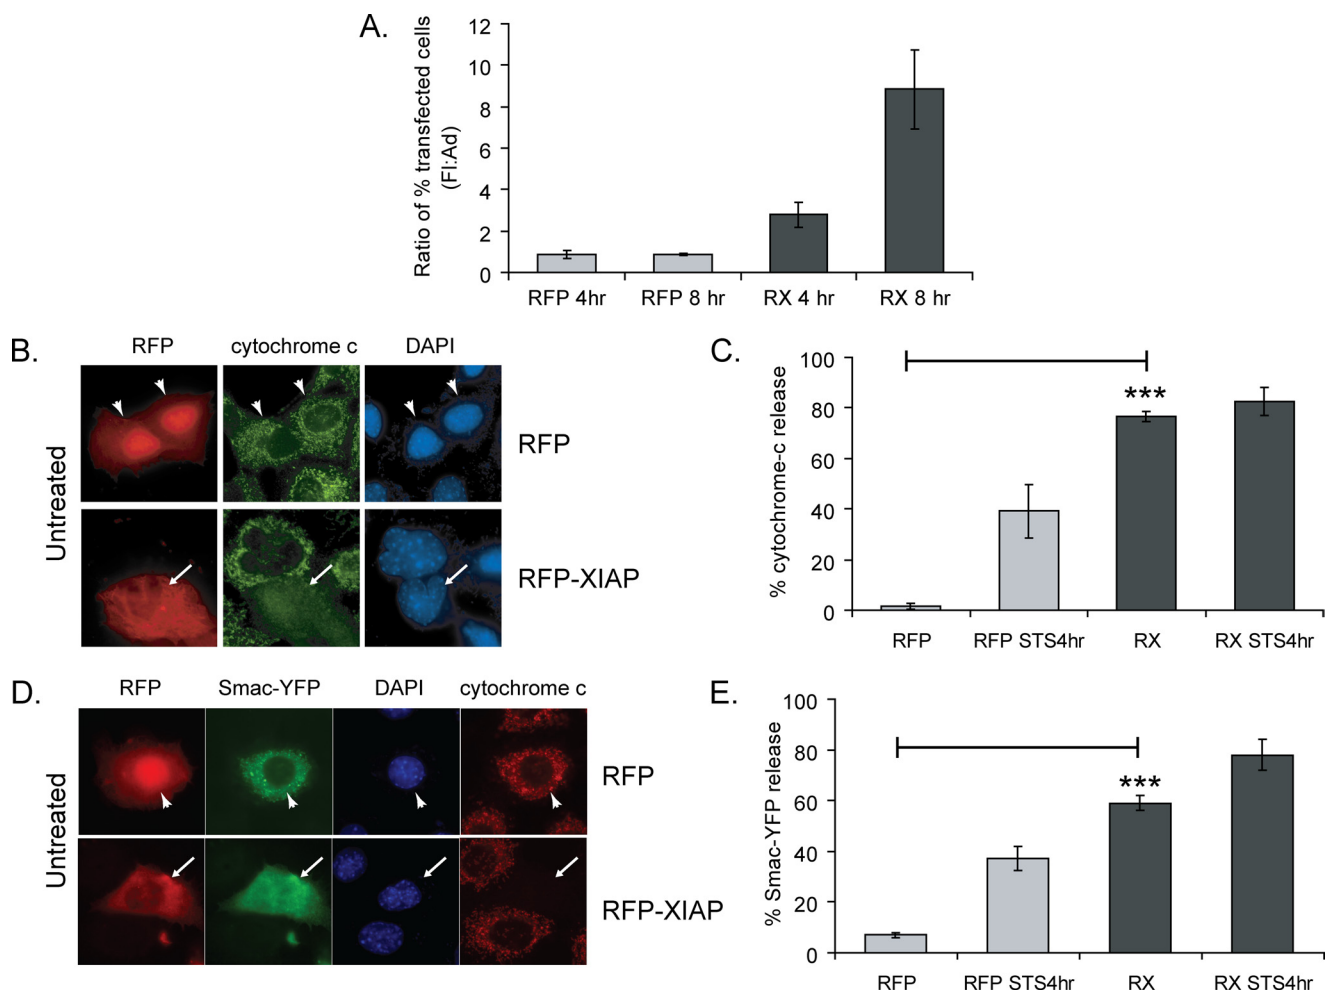 A.
Ratio of % transfected cells
(Fl:Ad)
12
10
8
6
4
2
0
RFP 4hr
RFP 8 hr
RX 4 hr
RX 8 hr
B.
RFP
cytochrome c
DAPI
Untreated
RFP
RFP-XIAP
C.
% cytochrome-c release
100
80
60
40
20
0
***
RFP
RFP STS4hr
RX
RX STS4hr
D.
RFP
Smac-YFP
DAPI
cytochrome c
Untreated
RFP
RFP-XIAP
E.
% Smac-YFP release
100
80
60
40
20
0
***
RFP
RFP STS4hr
RX
RX STS4hr